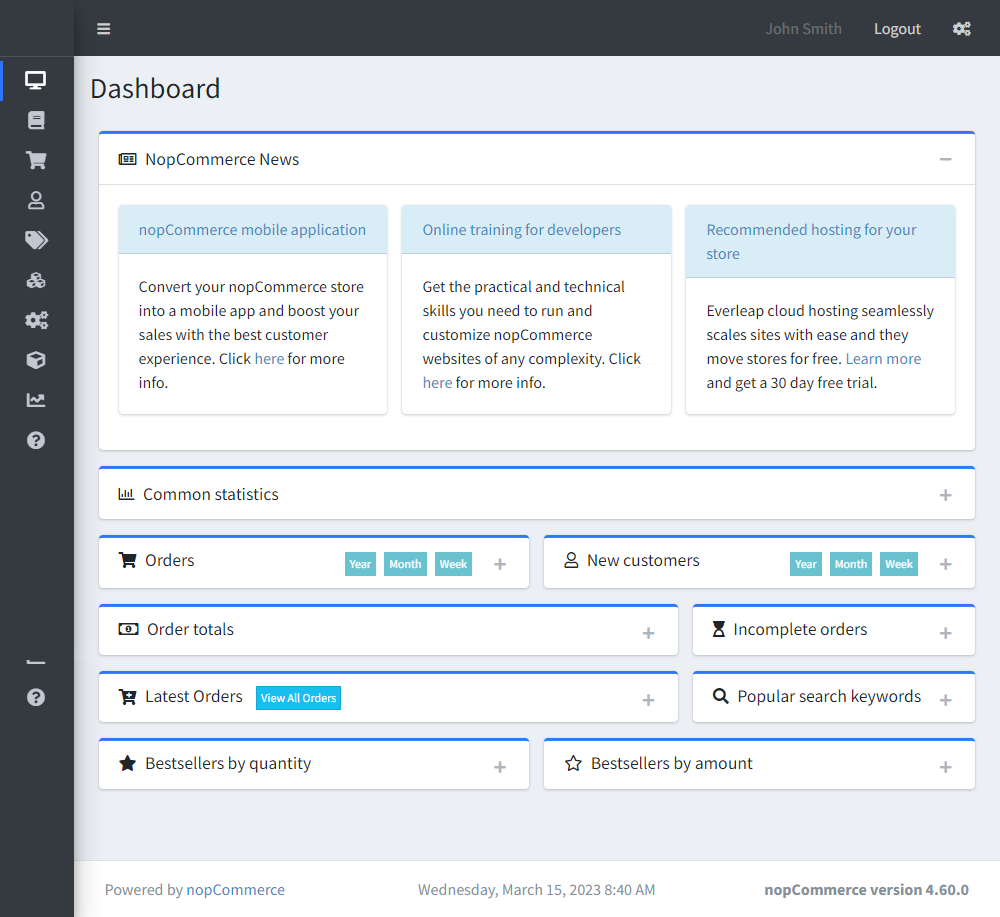 John Smith Logout
Dashboard
NopCommerce News
nopCommerce mobile application
Convert your nopCommerce store
into a mobile app and boost your
sales with the best customer
experience. Click here for more
info.
Online training for developers
Get the practical and technical
skills you need to run and
customize nopCommerce
websites of any complexity. Click
here for more info.
Recommended hosting for your
store
Everleap cloud hosting seamlessly
scales sites with ease and they
move stores for free. Learn more
and get a 30 day free trial.
Common statistics
Orders Year Month Week
New customers Year Month Week
Order totals
Incomplete orders
Latest Orders View All Orders
Popular search keywords
Bestsellers by quantity
Bestsellers by amount
Powered by nopCommerce Wednesday, March 15, 2023 8:40 AM nopCommerce version 4.60.0